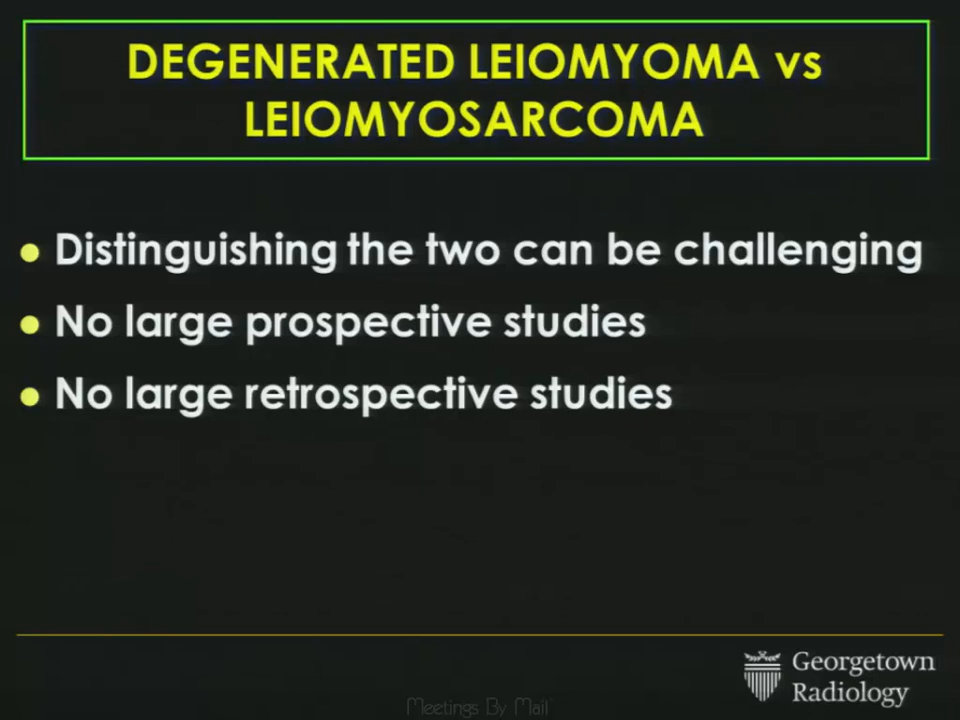 DEGENERATED LEIOMYOMA vs
LEIOMYOSARCOMA
• Distinguishing the two can be challenging
• No large prospective studies
• No large retrospective studies
Georgetown
Radiology
Meetings By Mail